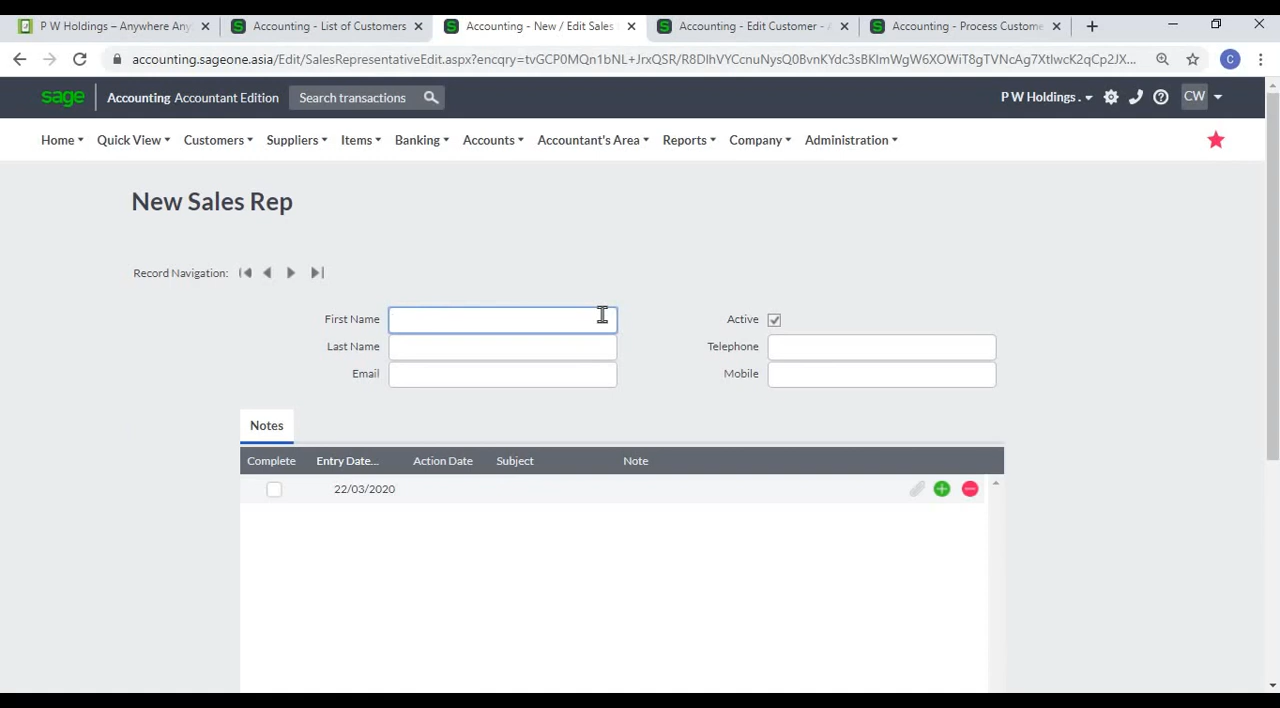 P W Holdings – Anywhere Any
Accounting - List of Customers
Accounting - New / Edit Sales
Accounting - Edit Customer - A
Accounting - Process Custome
accounting.sageone.asia/Edit/SalesRepresentativeEdit.aspx?encqry=tvGCP0MQn1bNL+JrxQSR/R8DlhVYCcnuNysQ0BvnKYdc3sBKlmWgW6XOWiT8gTVNcAg7XtlwcK2qCp2JX...
C
sage Accounting Accountant Edition
Search transactions
P W Holdings .
CW
Home Quick View Customers Suppliers Items Banking Accounts Accountant's Area Reports Company Administration
New Sales Rep
Record Navigation:
First Name
Active
Last Name
Telephone
Email
Mobile
Notes
Complete Entry Date... Action Date Subject Note
22/03/2020